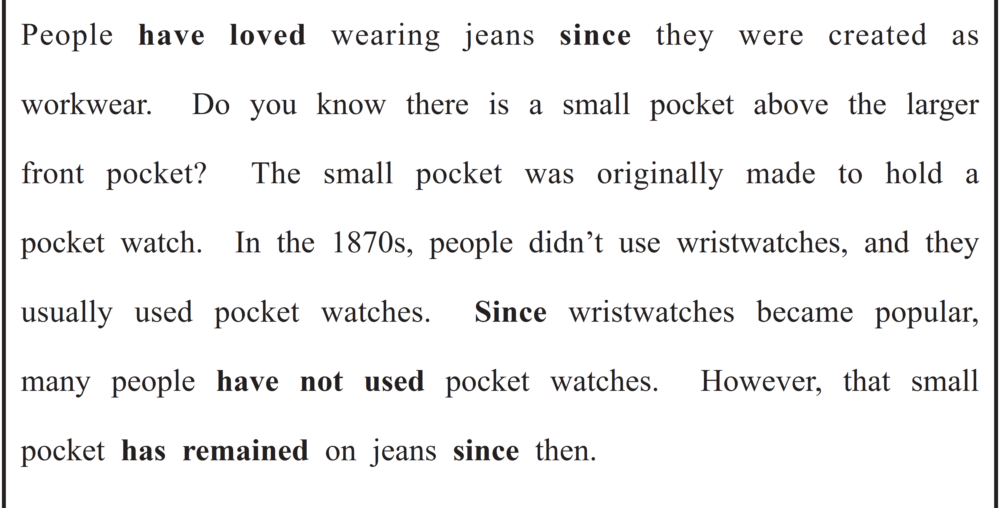 People have loved wearing jeans since they were created as
workwear. Do you know there is a small pocket above the larger
front pocket? The small pocket was originally made to hold a
pocket watch. In the 1870s, people didn’t use wristwatches, and they
usually used pocket watches. Since wristwatches became popular,
many people have not used pocket watches. However, that small
pocket has remained on jeans since then.